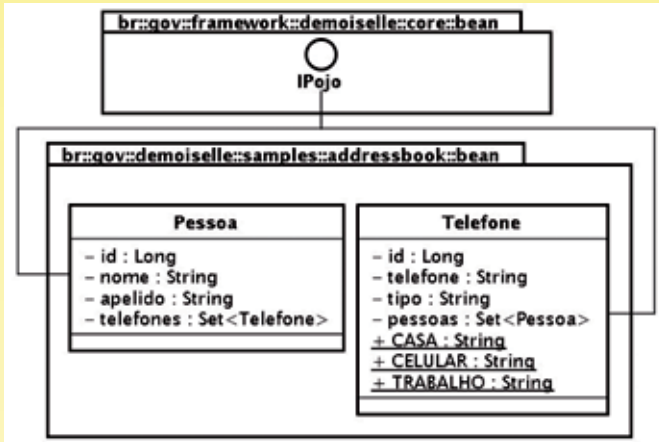 br::gov::framework::demoiselle::core::bean
IPojo
br::gov::demoiselle::samples::addressbook::bean
Pessoa
- id : Long
- nome : String
- apelido : String
- telefones : Set<Telefone>
Telefone
- id : Long
- telefone : String
- tipo : String
- pessoas : Set<Pessoa>
+ CASA : String
+ CELULAR : String
+ TRABALHO : String